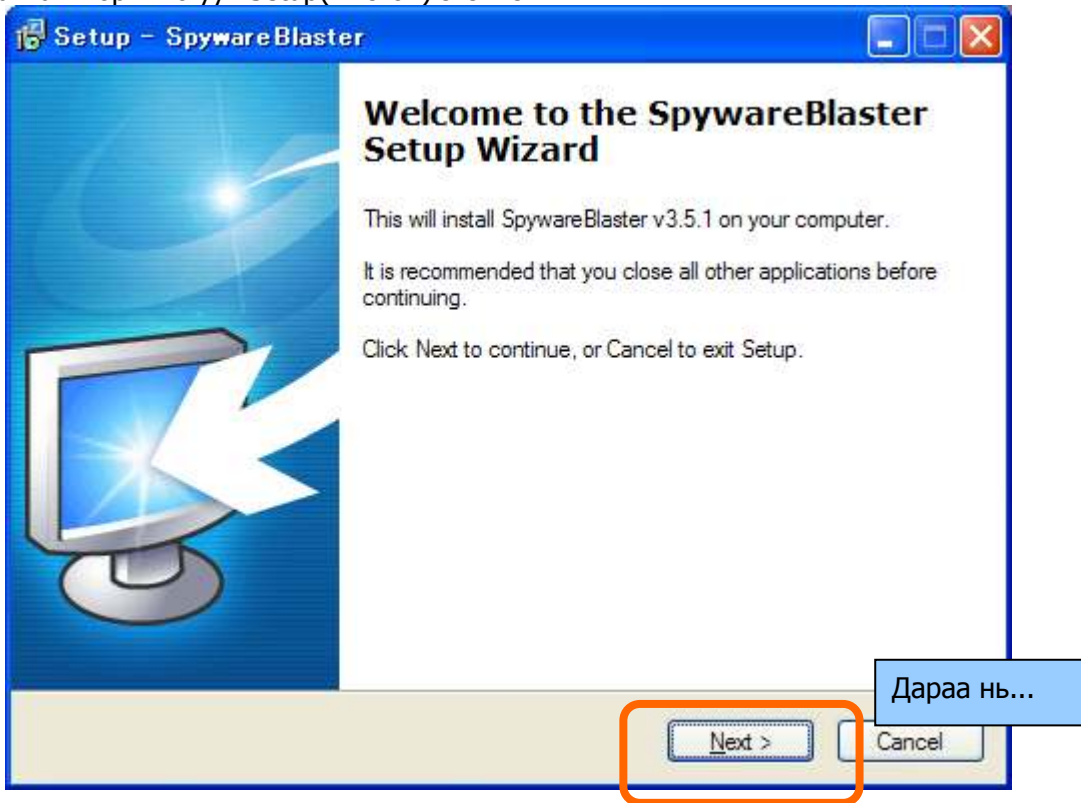 Setup - SpywareBlaster
Welcome to the SpywareBlaster
Setup Wizard
This will install SpywareBlaster v3.5.1 on your computer.
It is recommended that you close all other applications before
continuing.
Click Next to continue, or Cancel to exit Setup.
Дараа нь...
Next >
Cancel